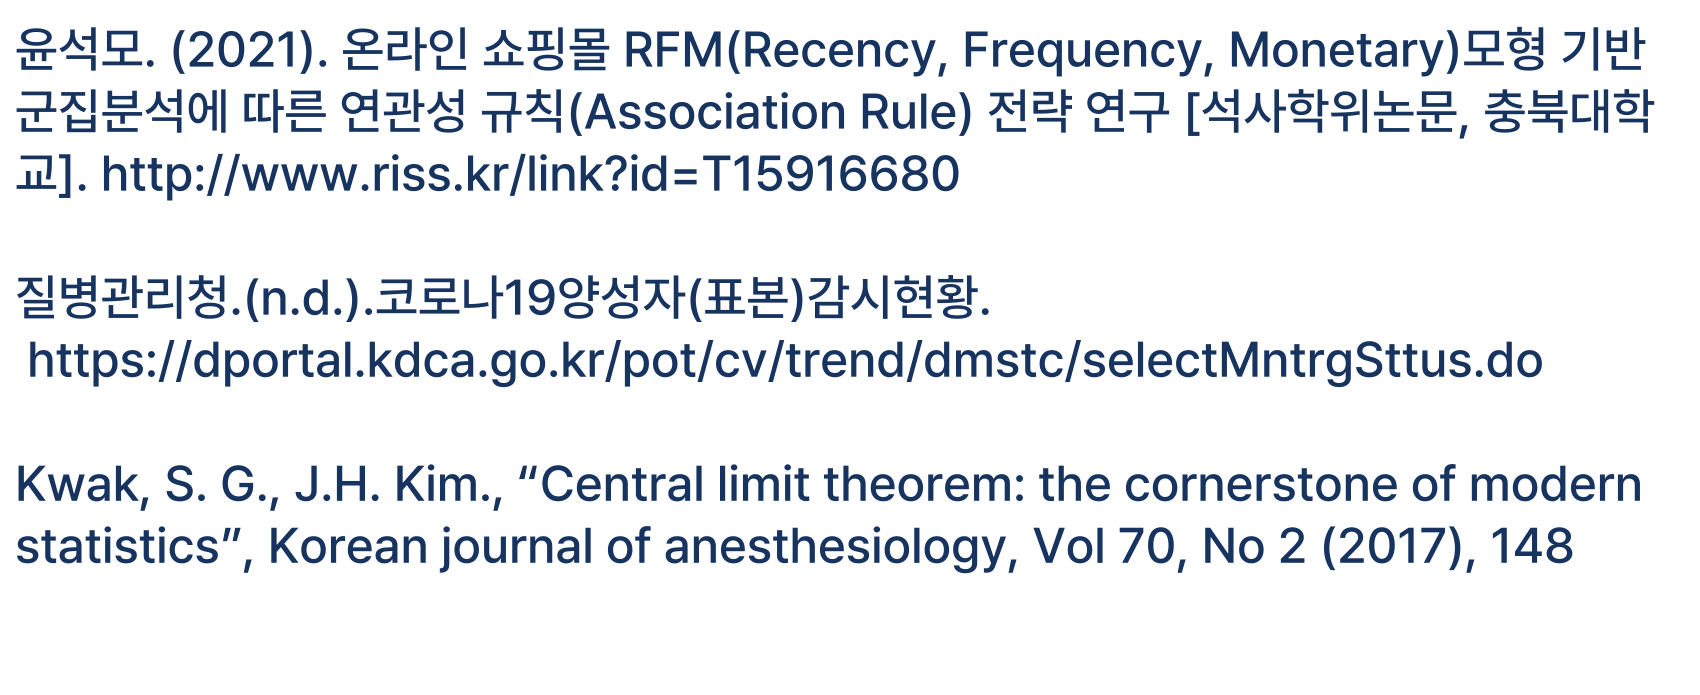 윤석모. (2021). 온라인 쇼핑몰 RFM(Recency, Frequency, Monetary)모형 기반
군집분석에 따른 연관성 규칙(Association Rule) 전략 연구 [석사학위논문, 충북대학
교]. http://www.riss.kr/link?id=T15916680
질병관리청.(n.d.).코로나19양성자(표본)감시현황.
https://dportal.kdca.go.kr/pot/cv/trend/dmstc/selectMntrgSttus.do
Kwak, S. G., J.H. Kim., “Central limit theorem: the cornerstone of modern
statistics”, Korean journal of anesthesiology, Vol 70, No 2 (2017), 148